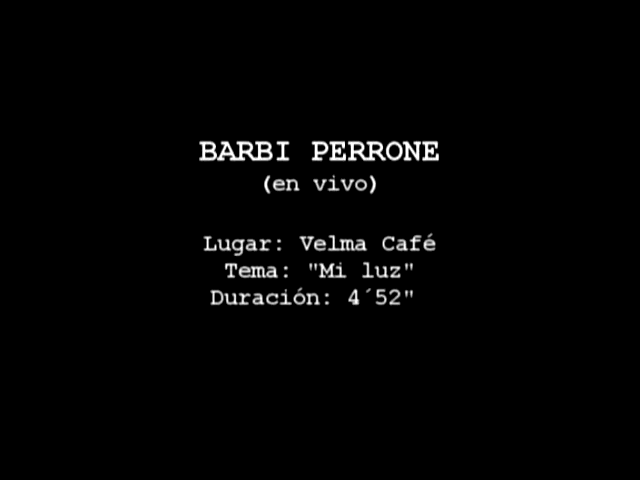 BARBI PERRONE
(en vivo)
Lugar: Velma Café
Tema: "Mi luz"
Duración: 4´52"